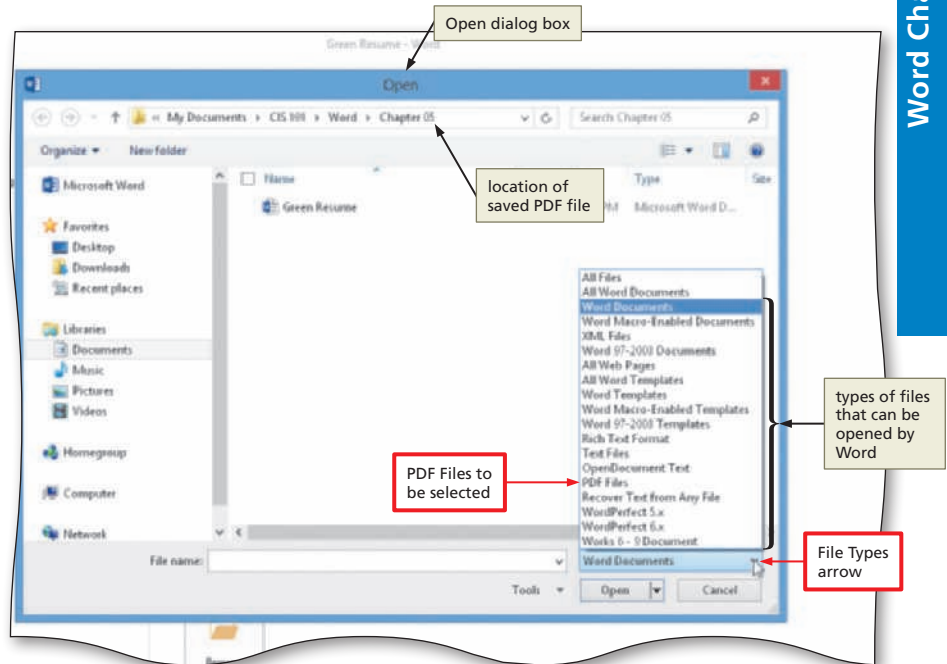 Open dialog box
Word Cha
Green Resume - Word
Open
« My Documents › CIS 101 › Word › Chapter 05
Search Chapter 05
Organize
New folder
Microsoft Word
Name
Type
Size
location of
saved PDF file
Green Resume
PM
Microsoft Word D...
Favorites
Desktop
Downloads
Recent places
Libraries
Documents
Music
Pictures
Videos
Homegroup
Computer
Network
All Files
All Word Documents
Word Documents
Word Macro-Enabled Documents
XML Files
Word 97-2003 Documents
All Web Pages
All Word Templates
Word Templates
Word Macro-Enabled Templates
Word 97-2003 Templates
Rich Text Format
Text Files
OpenDocument Text
PDF Files
Recover Text from Any File
WordPerfect 5.x
WordPerfect 6.x
Works 6 - 9 Document
types of files
that can be
opened by
Word
PDF Files to
be selected
File name:
Word Documents
File Types
arrow
Tools
Open
Cancel